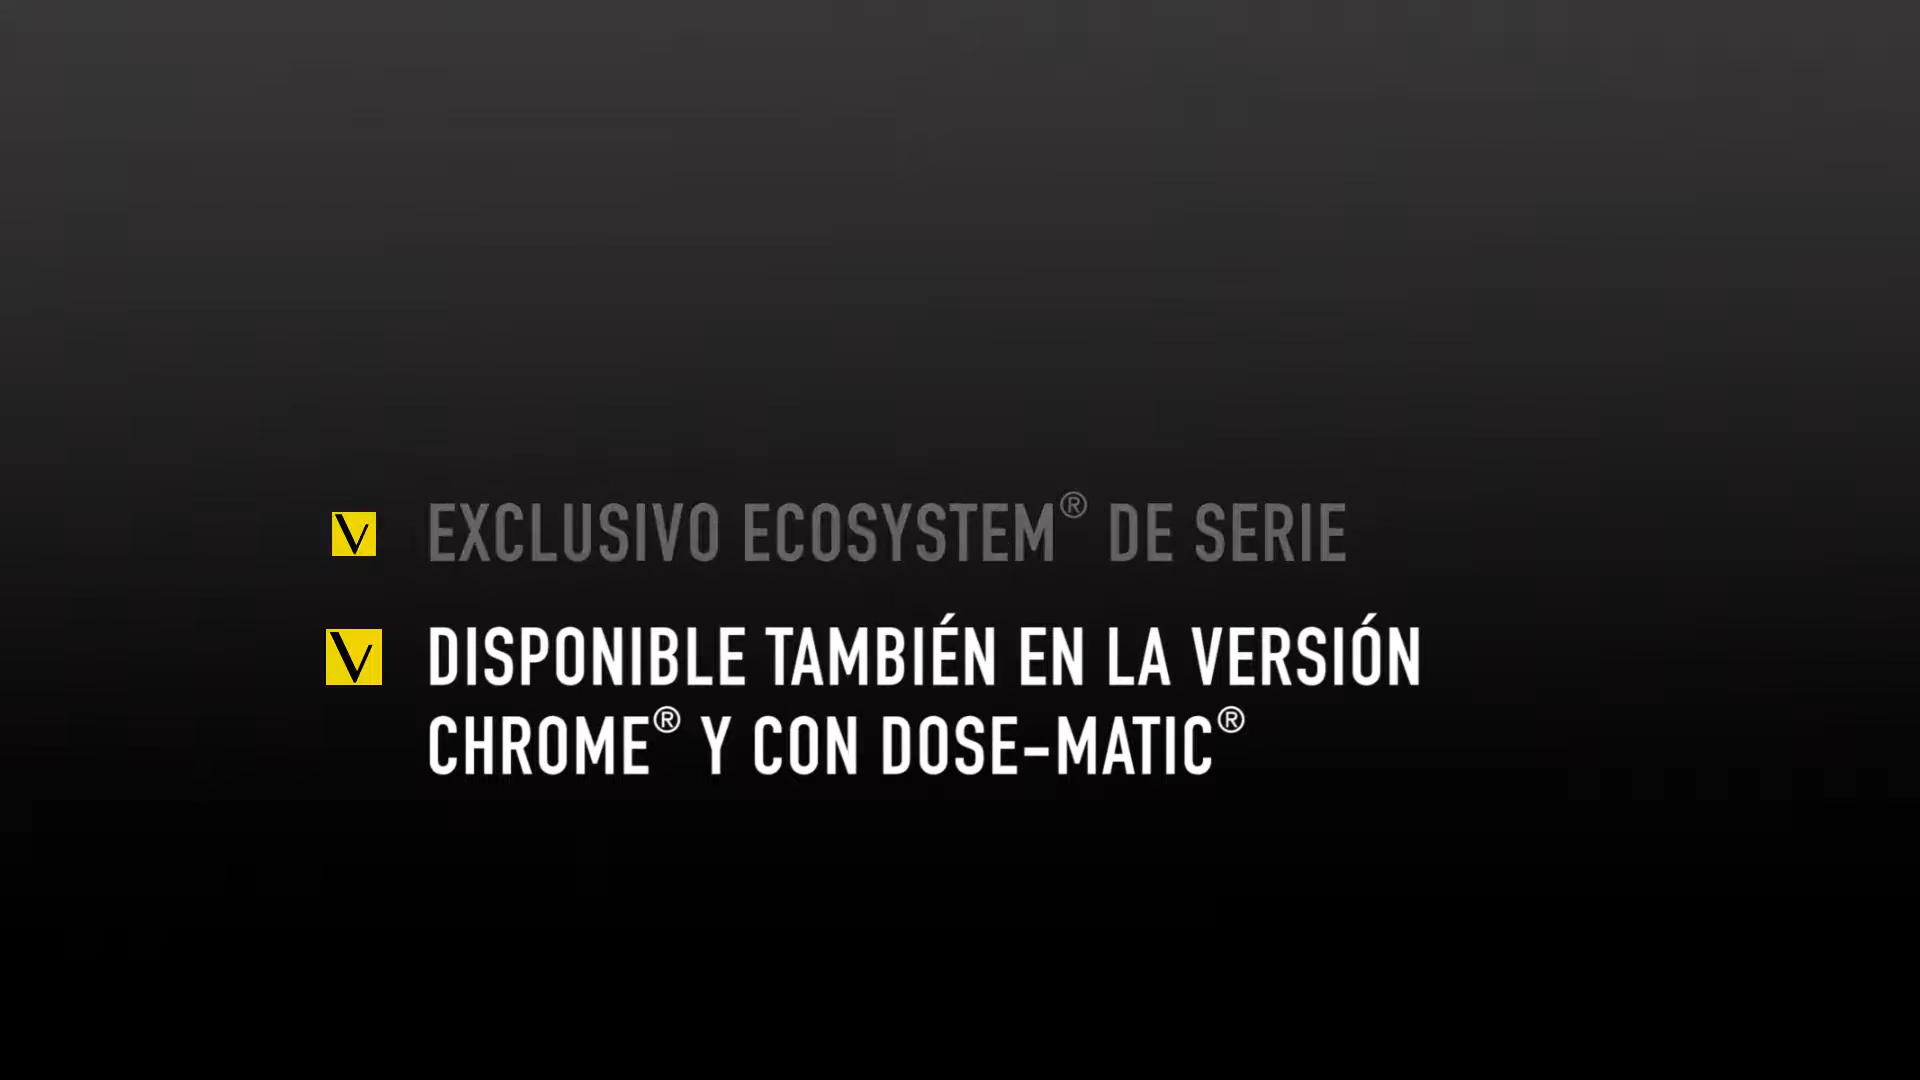 EXCLUSIVO ECOSYSTEM® DE SERIE
DISPONIBLE TAMBIÉN EN LA VERSIÓN
CHROME® Y CON DOSE-MATIC®